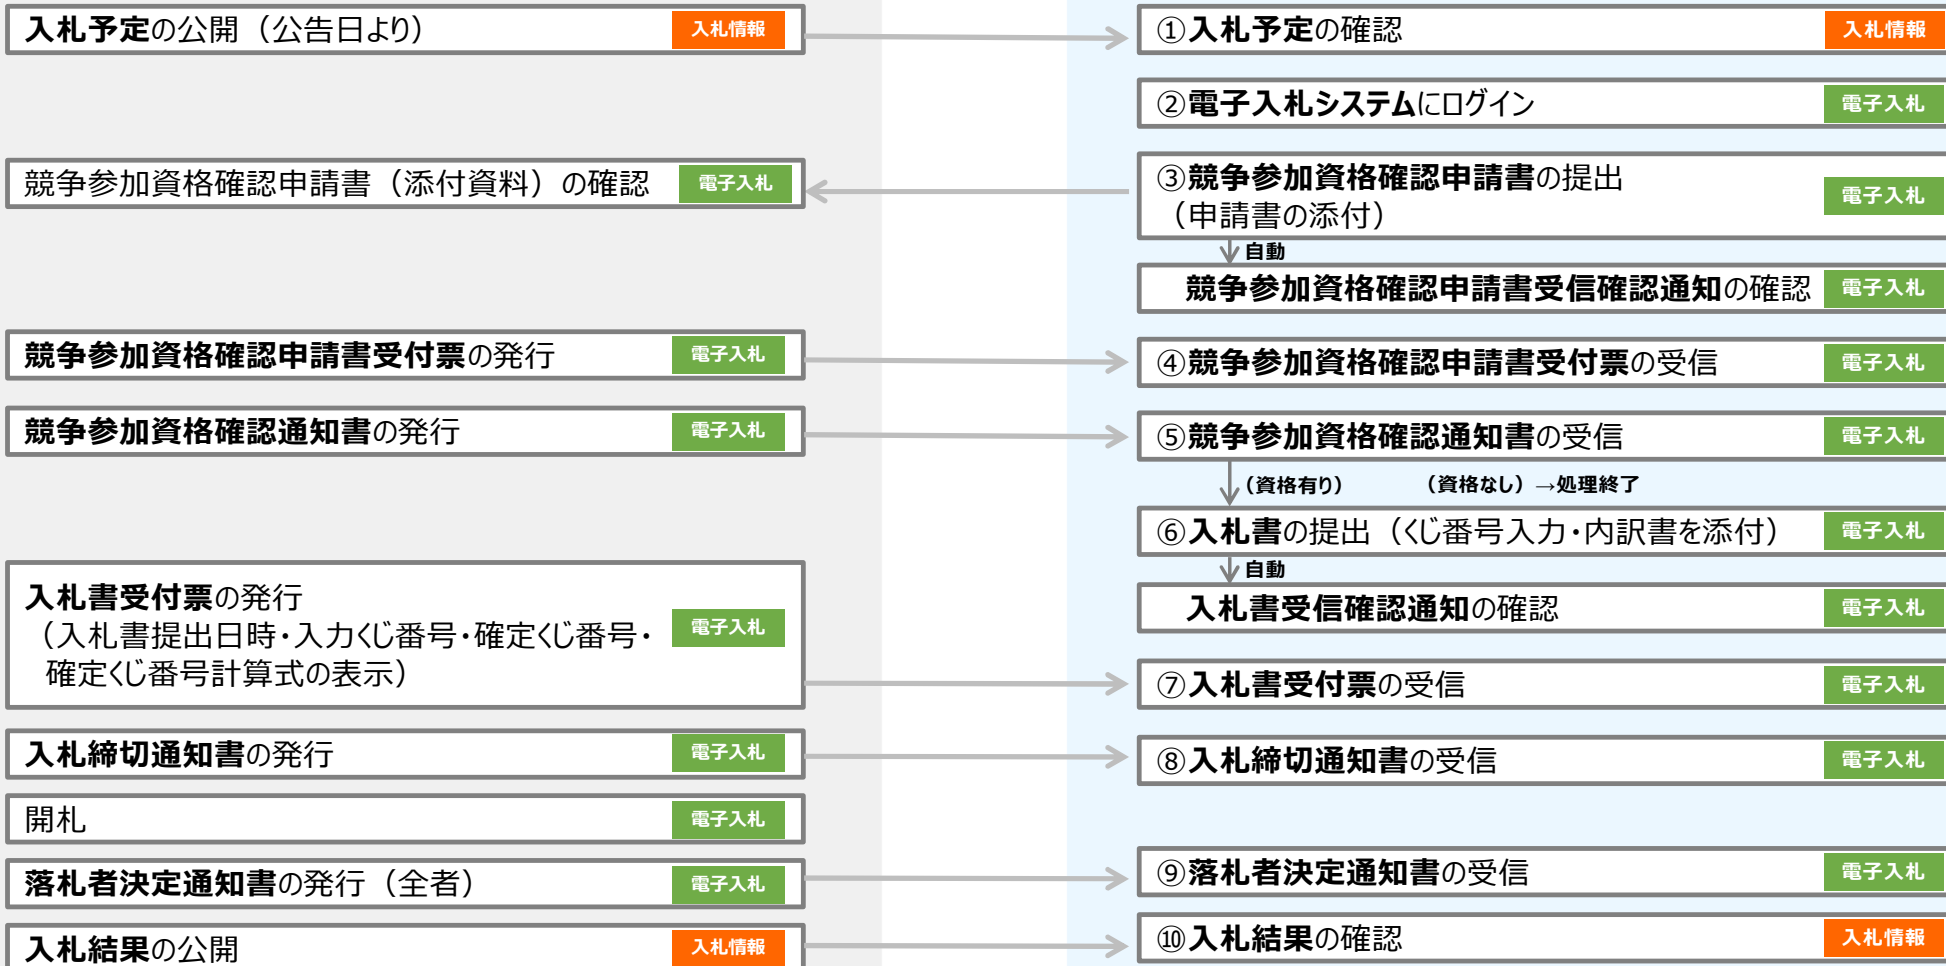 入札予定の公開（公告日より）
入札情報
①入札予定の確認
入札情報
②電子入札システムにログイン
電子入札
競争参加資格確認申請書（添付資料）の確認
電子入札
③競争参加資格確認申請書の提出
（申請書の添付）
電子入札
自動
競争参加資格確認申請書受信確認通知の確認
電子入札
競争参加資格確認申請書受付票の発行
電子入札
④競争参加資格確認申請書受付票の受信
電子入札
競争参加資格確認通知書の発行
電子入札
⑤競争参加資格確認通知書の受信
電子入札
（資格有り）
（資格なし）→処理終了
⑥入札書の提出（くじ番号入力・内訳書を添付）
電子入札
自動
入札書受信確認通知の確認
電子入札
入札書受付票の発行
（入札書提出日時・入力くじ番号・確定くじ番号・
確定くじ番号計算式の表示）
電子入札
⑦入札書受付票の受信
電子入札
入札締切通知書の発行
電子入札
⑧入札締切通知書の受信
電子入札
開札
電子入札
落札者決定通知書の発行（全者）
電子入札
⑨落札者決定通知書の受信
電子入札
入札結果の公開
入札情報
⑩入札結果の確認
入札情報